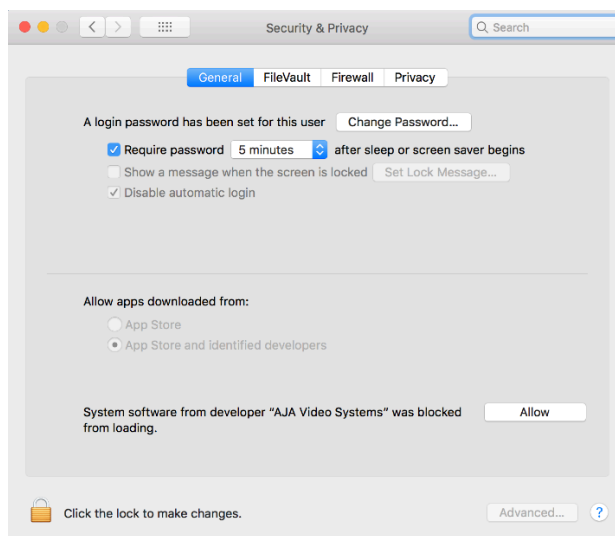 Security & Privacy
Search
General
FileVault
Firewall
Privacy
A login password has been set for this user
Change Password...
Require password
5 minutes
after sleep or screen saver begins
Show a message when the screen is locked
Set Lock Message...
Disable automatic login
Allow apps downloaded from:
App Store
App Store and identified developers
System software from developer “AJA Video Systems” was blocked
from loading.
Allow
Click the lock to make changes.
Advanced...
?